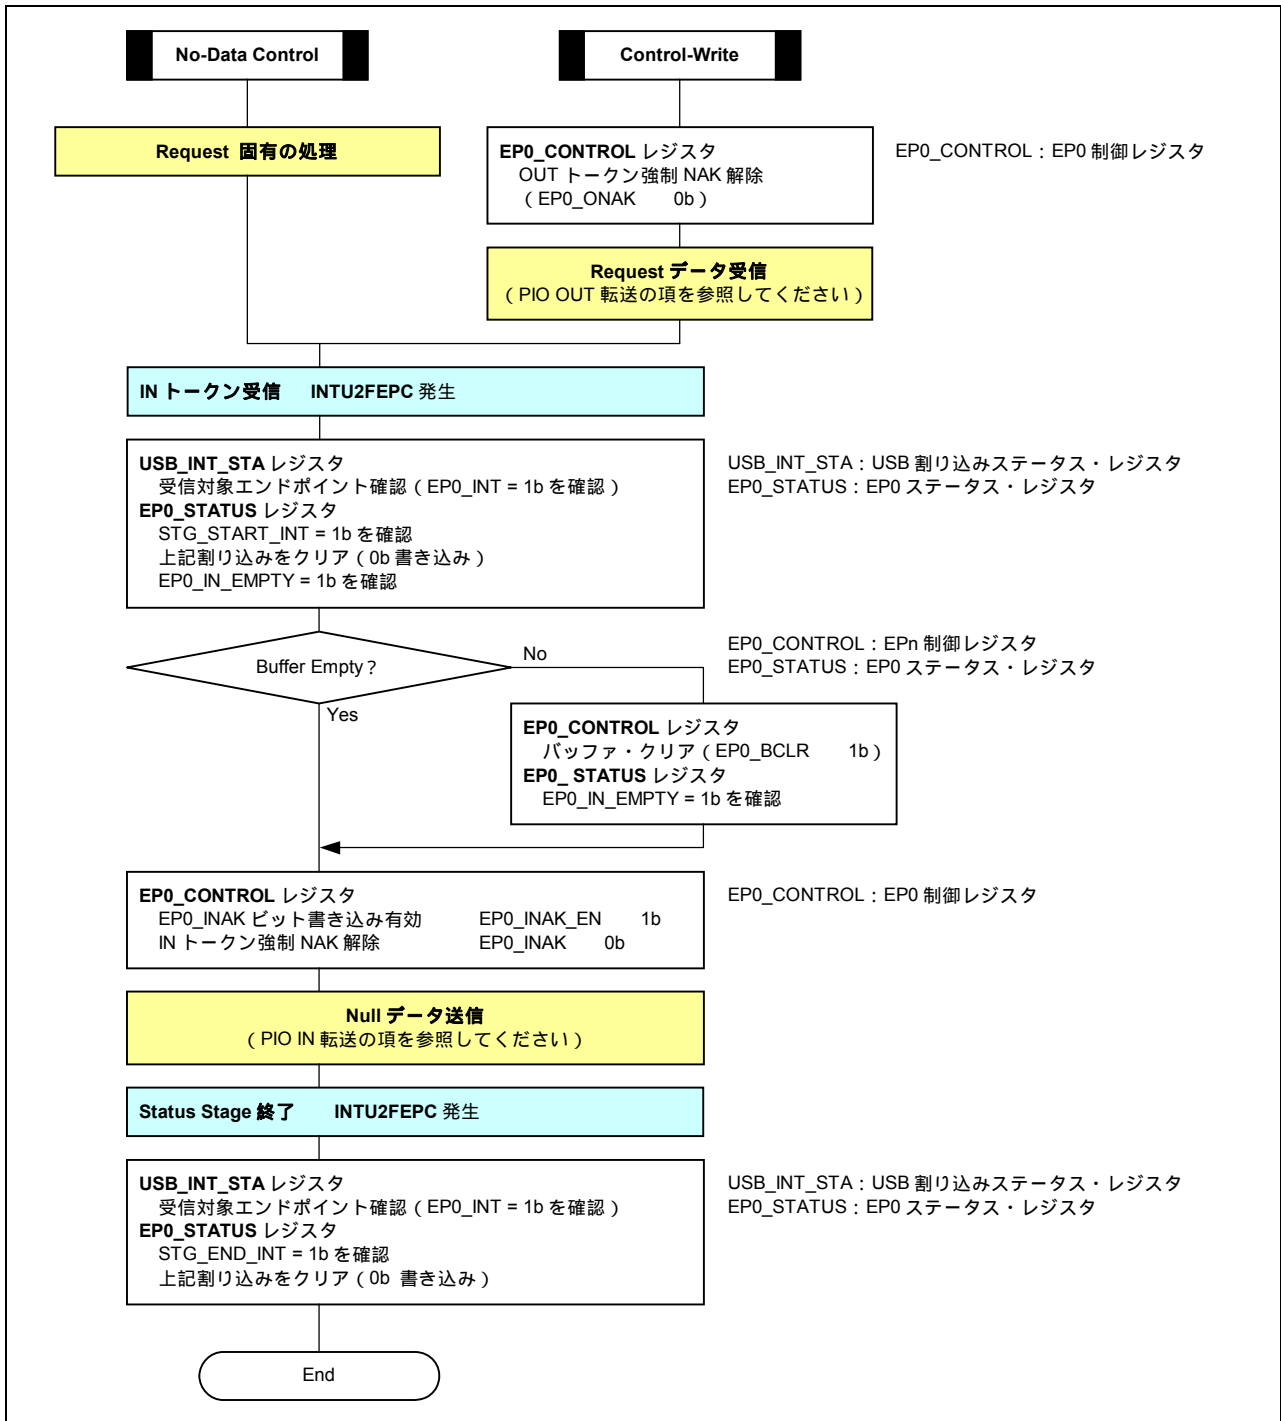 No-Data Control
Control-Write
Request 固有の処理
EP0_CONTROL レジスタ
OUT トークン強制 NAK 解除
（EP0_ONAK 0b）
EP0_CONTROL：EP0 制御レジスタ
Request データ受信
（PIO OUT 転送の項を参照してください）
IN トークン受信 INTU2FEPC 発生
USB_INT_STA レジスタ
受信対象エンドポイント確認（EP0_INT = 1b を確認）
EP0_STATUS レジスタ
STG_START_INT = 1b を確認
上記割り込みをクリア（0b 書き込み）
EP0_IN_EMPTY = 1b を確認
USB_INT_STA：USB 割り込みステータス・レジスタ
EP0_STATUS：EP0 ステータス・レジスタ
Buffer Empty？
No
Yes
EP0_CONTROL：EPn 制御レジスタ
EP0_STATUS：EP0 ステータス・レジスタ
EP0_CONTROL レジスタ
バッファ・クリア（EP0_BCLR 1b）
EP0_ STATUS レジスタ
EP0_IN_EMPTY = 1b を確認
EP0_CONTROL レジスタ
EP0_INAK ビット書き込み有効 EP0_INAK_EN 1b
IN トークン強制 NAK 解除 EP0_INAK 0b
EP0_CONTROL：EP0 制御レジスタ
Null データ送信
（PIO IN 転送の項を参照してください）
Status Stage 終了 INTU2FEPC 発生
USB_INT_STA レジスタ
受信対象エンドポイント確認（EP0_INT = 1b を確認）
EP0_STATUS レジスタ
STG_END_INT = 1b を確認
上記割り込みをクリア（0b 書き込み）
USB_INT_STA：USB 割り込みステータス・レジスタ
EP0_STATUS：EP0 ステータス・レジスタ
End